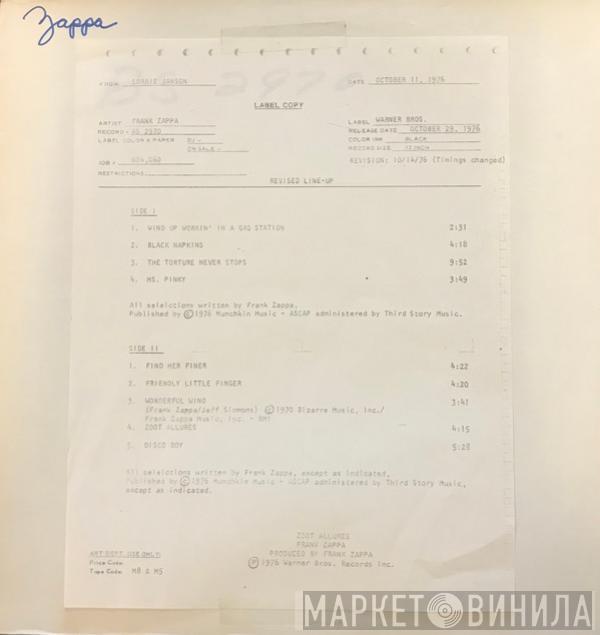 Zappa
FROM LORRIE JANSON DATE OCTOBER 11, 1976
LABEL COPY
ARTIST FRANK ZAPPA LABEL WARNER BROS.
RECORD # BS 2970 RELEASE DATE OCTOBER 29, 1976
LABEL COLOR & PAPER DJ - COLOR INK BLACK
ON SALE - RECORD SIZE 12 INCH
JOB # REVISION: 10/14/76 (Timings changed)
RESTRICTIONS:
REVISED LINE-UP
SIDE I
1. WIND UP WORKIN' IN A GAS STATION 2:31
2. BLACK NAPKINS 4:18
3. THE TORTURE NEVER STOPS 9:52
4. MS. PINKY 3:49
All selelctions written by Frank Zappa.
Published by © 1976 Munchkin Music - ASCAP administered by Third Story Music.
SIDE II
1. FIND HER FINER 4:22
2. FRIENDLY LITTLE FINGER 4:20
3. WONDERFUL WINO 3:41
(Frank Zappa/Jeff Simmons) © 1970 Bizarre Music, Inc./
Frank Zappa Music, Inc. - BMI
4. ZOOT ALLURES 4:15
5. DISCO BOY 5:28
All selelctions written by Frank Zappa, except as indicated.
Published by © 1976 Munchkin Music - ASCAP administered by Third Story Music,
except as indicated.
ZOOT ALLURES
FRANK ZAPPA
ART DEPT. USE ONLY: PRODUCED BY FRANK ZAPPA
Price Code: ℗ 1976 Warner Bros. Records Inc.
Tape Code: M8 & M5
МАРКЕТ ВИНИЛА